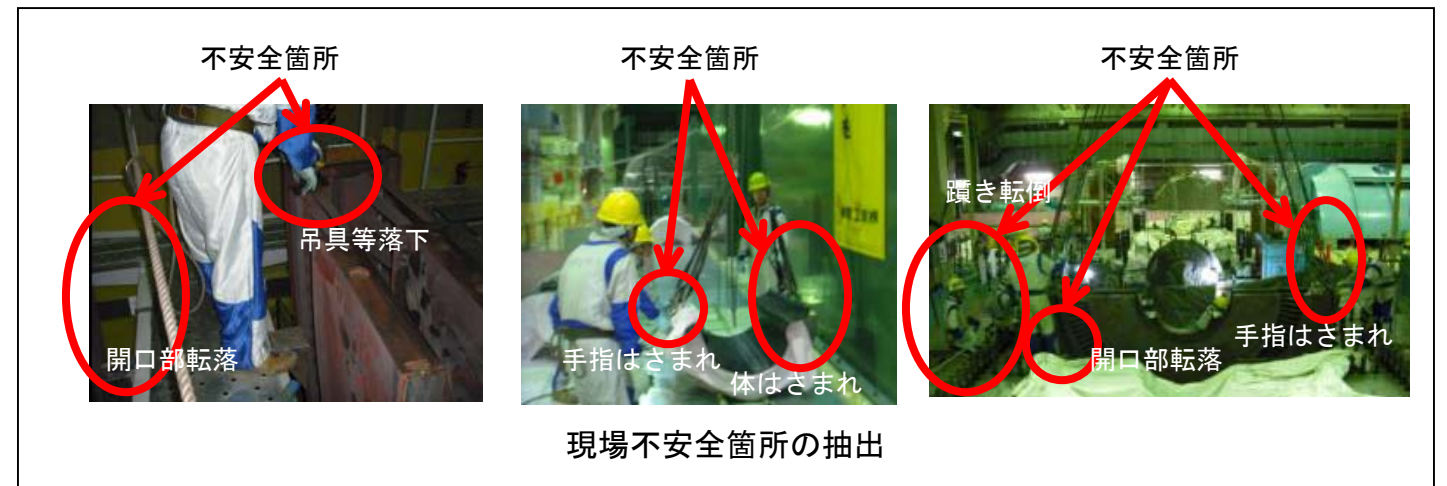 不安全箇所
不安全箇所
不安全箇所
吊具等落下
開口部転落
手指はさまれ
体はさまれ
躓き転倒
手指はさまれ
開口部転落
現場不安全箇所の抽出